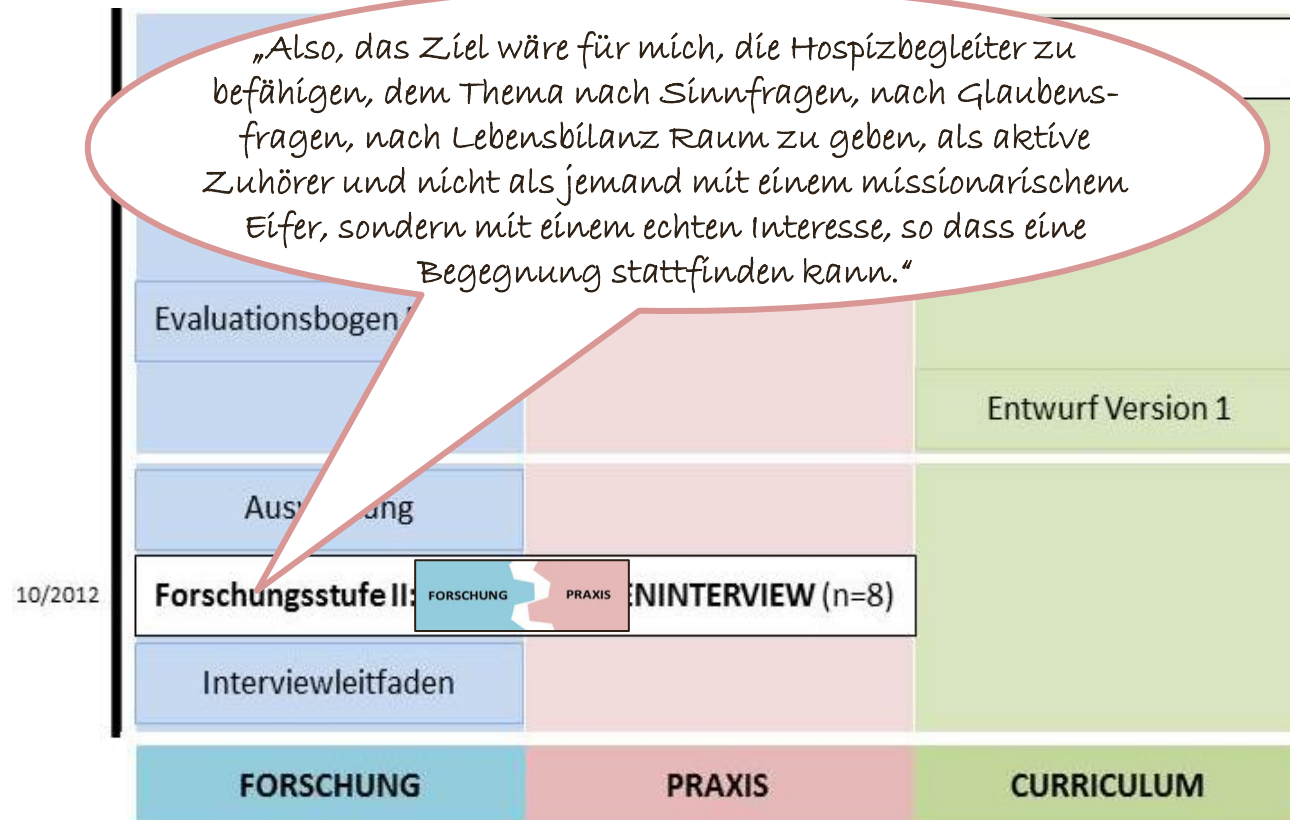 „Also, das Ziel wäre für mich, die Hospizbegleiter zu
befähigen, dem Thema nach Sinnfragen, nach Glaubens-
fragen, nach Lebensbilanz Raum zu geben, als aktive
Zuhörer und nicht als jemand mit einem missionarischem
Eifer, sondern mit einem echten Interesse, so dass eine
Begegnung stattfinden kann."
Evaluationsbogen
Entwurf Version 1
10/2012
Forschungsstufe II:
FORSCHUNG
PRAXIS
ENINTERVIEW (n=8)
Interviewleitfaden
FORSCHUNG
PRAXIS
CURRICULUM